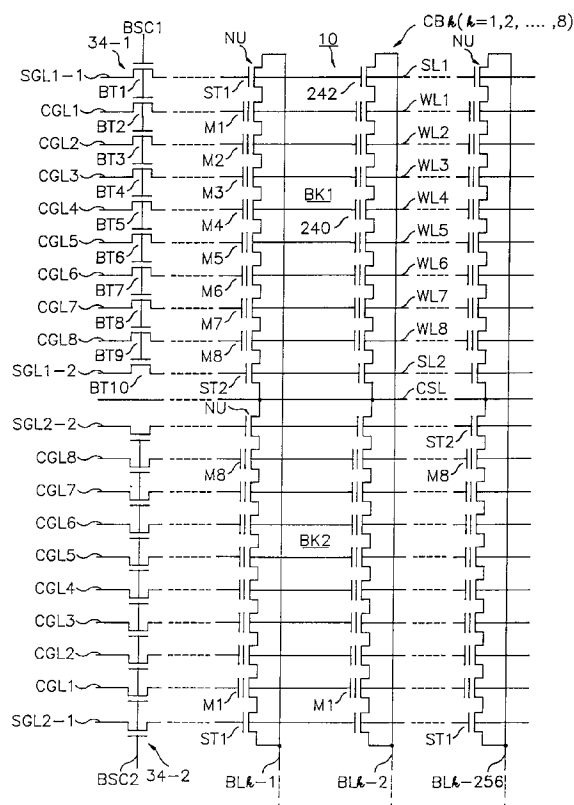 BSC1
34-1
NU
10
CBk(k=1,2, ...., 8)
NU
SGL1-1
BT1
ST1
242
SL1
CGL1
BT2
M1
WL1
CGL2
BT3
M2
WL2
CGL3
BT4
M3
WL3
CGL4
BT5
M4
BK1
WL4
CGL5
BT6
M5
240
WL5
CGL6
BT7
M6
WL6
CGL7
BT8
M7
WL7
CGL8
BT9
M8
WL8
SGL1-2
BT10
ST2
SL2
NU
CSL
SGL2-2
ST2
CGL8
M8
M8
CGL7
CGL6
BK2
CGL5
CGL4
CGL3
CGL2
CGL1
M1
M1
SGL2-1
ST1
ST1
BSC2
34-2
BLk-1
BLk-2
BLk-256